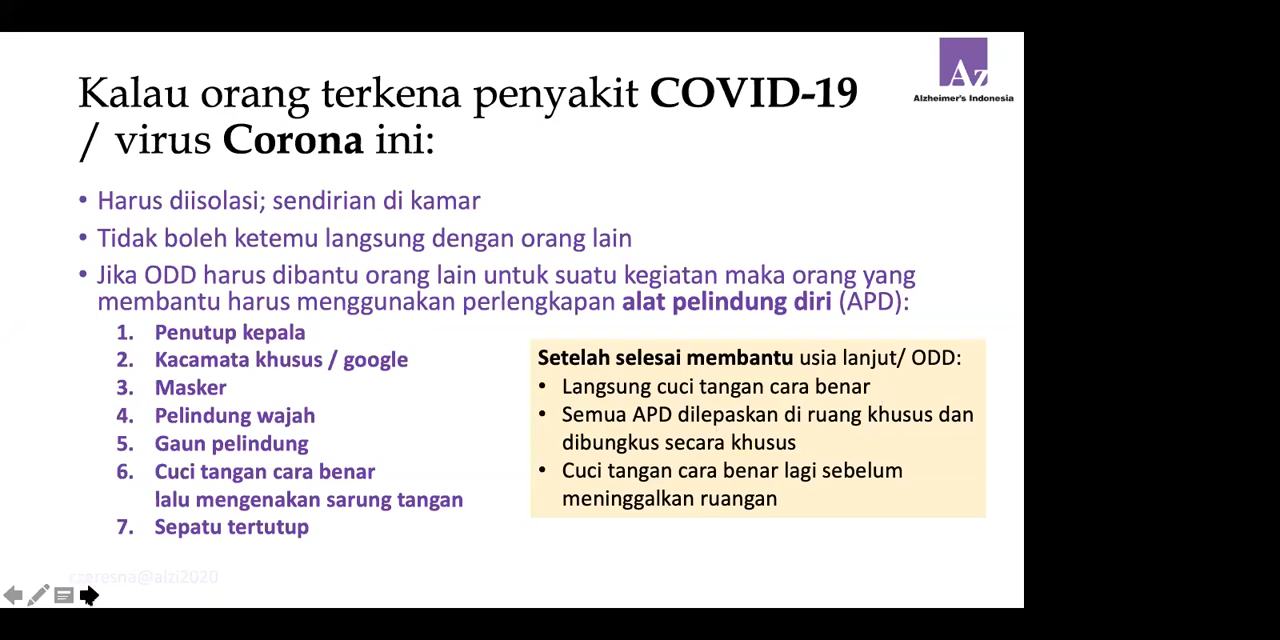 Az
Alzheimer's Indonesia
Kalau orang terkena penyakit COVID-19
/ virus Corona ini:
• Harus diisolasi; sendirian di kamar
• Tidak boleh ketemu langsung dengan orang lain
• Jika ODD harus dibantu orang lain untuk suatu kegiatan maka orang yang
membantu harus menggunakan perlengkapan alat pelindung diri (APD):
1. Penutup kepala
2. Kacamata khusus / google
3. Masker
4. Pelindung wajah
5. Gaun pelindung
6. Cuci tangan cara benar
lalu mengenakan sarung tangan
7. Sepatu tertutup
Setelah selesai membantu usia lanjut/ ODD:
• Langsung cuci tangan cara benar
• Semua APD dilepaskan di ruang khusus dan
dibungkus secara khusus
• Cuci tangan cara benar lagi sebelum
meninggalkan ruangan
czeresna@alzi2020